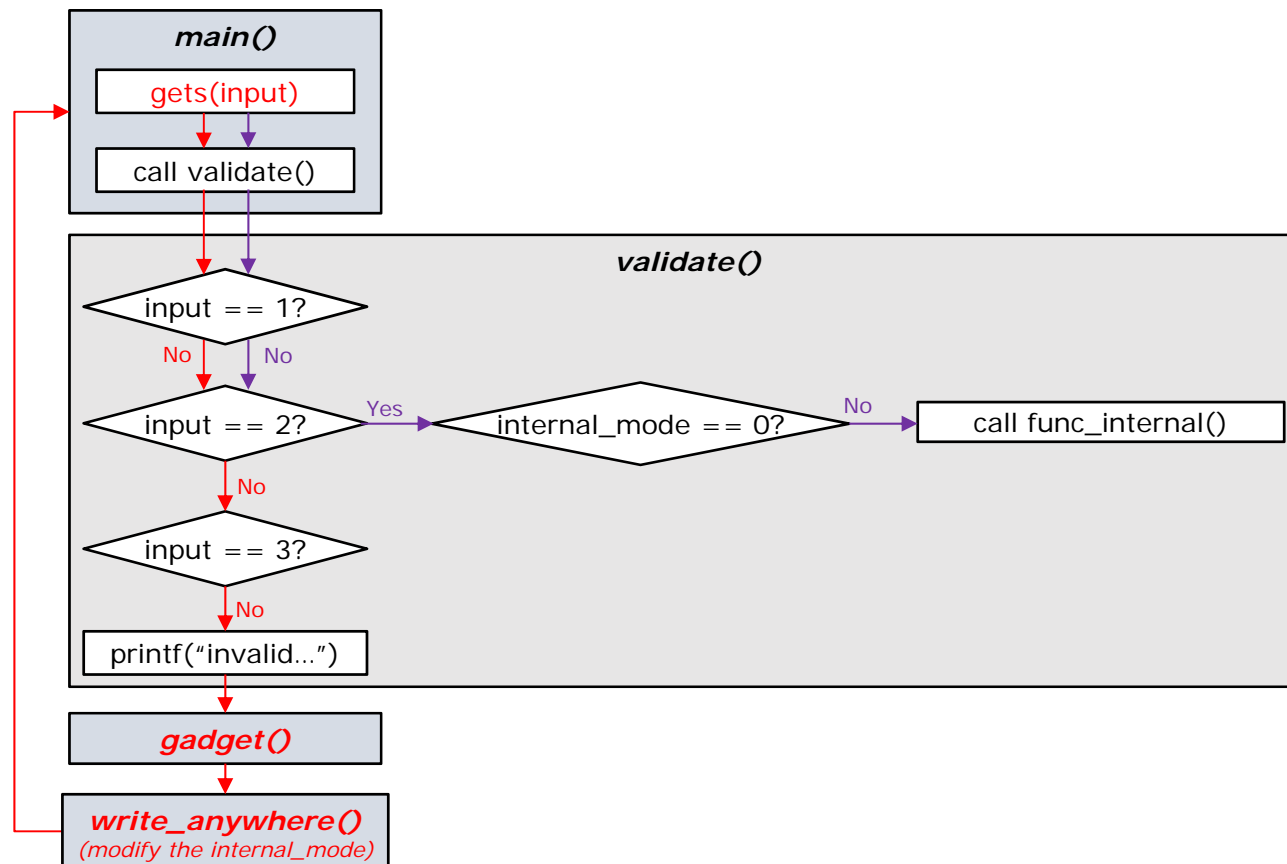 main()
gets(input)
call validate()
validate()
input == 1?
No
No
input == 2?
Yes
internal_mode == 0?
No
call func_internal()
No
input == 3?
No
printf(“invalid...”)
gadget()
write_anywhere()
(modify the internal_mode)